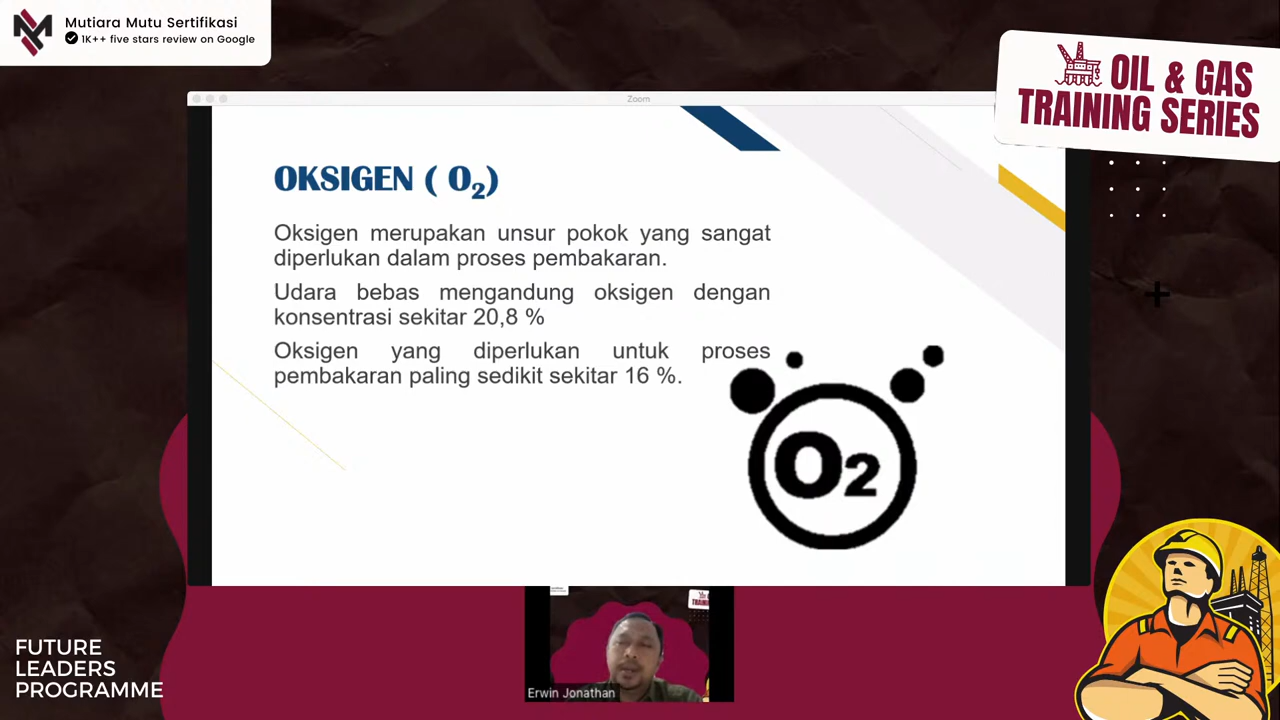 Mutiara Mutu Sertifikasi
1K++ five stars review on Google
OIL & GAS
TRAINING SERIES
Zoom
OKSIGEN ( O₂)
Oksigen merupakan unsur pokok yang sangat
diperlukan dalam proses pembakaran.
Udara bebas mengandung oksigen dengan
konsentrasi sekitar 20,8 %
Oksigen yang diperlukan untuk proses
pembakaran paling sedikit sekitar 16 %.
O2
FUTURE
LEADERS
PROGRAMME
Erwin Jonathan